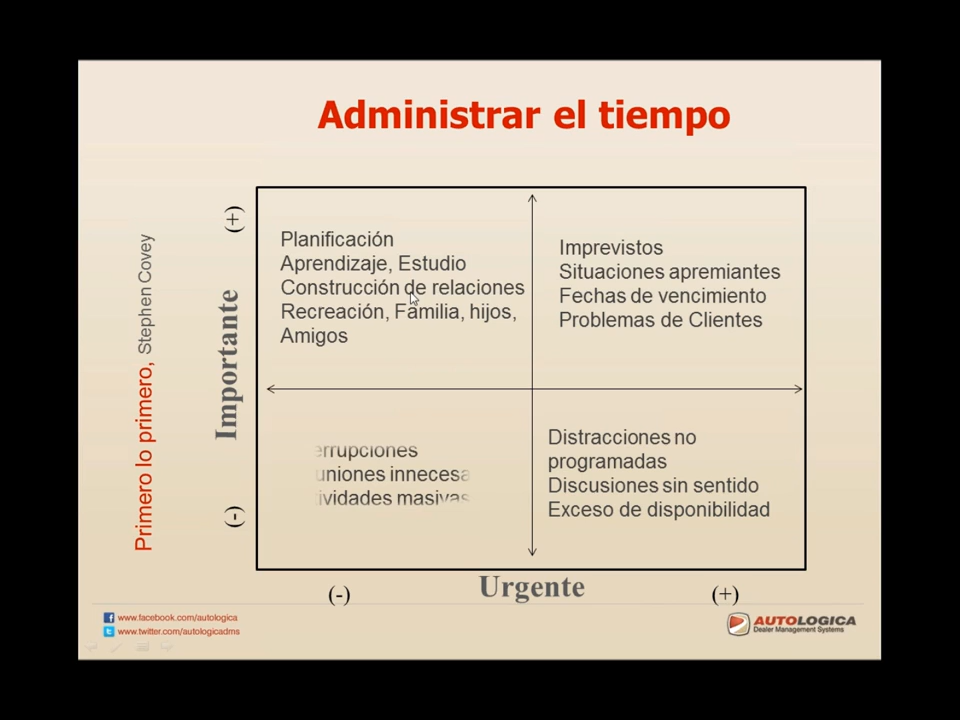 Administrar el tiempo
Primero lo primero, Stephen Covey
Importante
(+)
(-)
Planificación
Aprendizaje, Estudio
Construcción de relaciones
Recreación, Familia, hijos,
Amigos
Imprevistos
Situaciones apremiantes
Fechas de vencimiento
Problemas de Clientes
errupciones
uniones innecesa
ividades masivas
Distracciones no
programadas
Discusiones sin sentido
Exceso de disponibilidad
(-)
Urgente
(+)
www.facebook.com/autologica
www.twitter.com/autologicadms
AUTOLOGICA
Dealer Management Systems